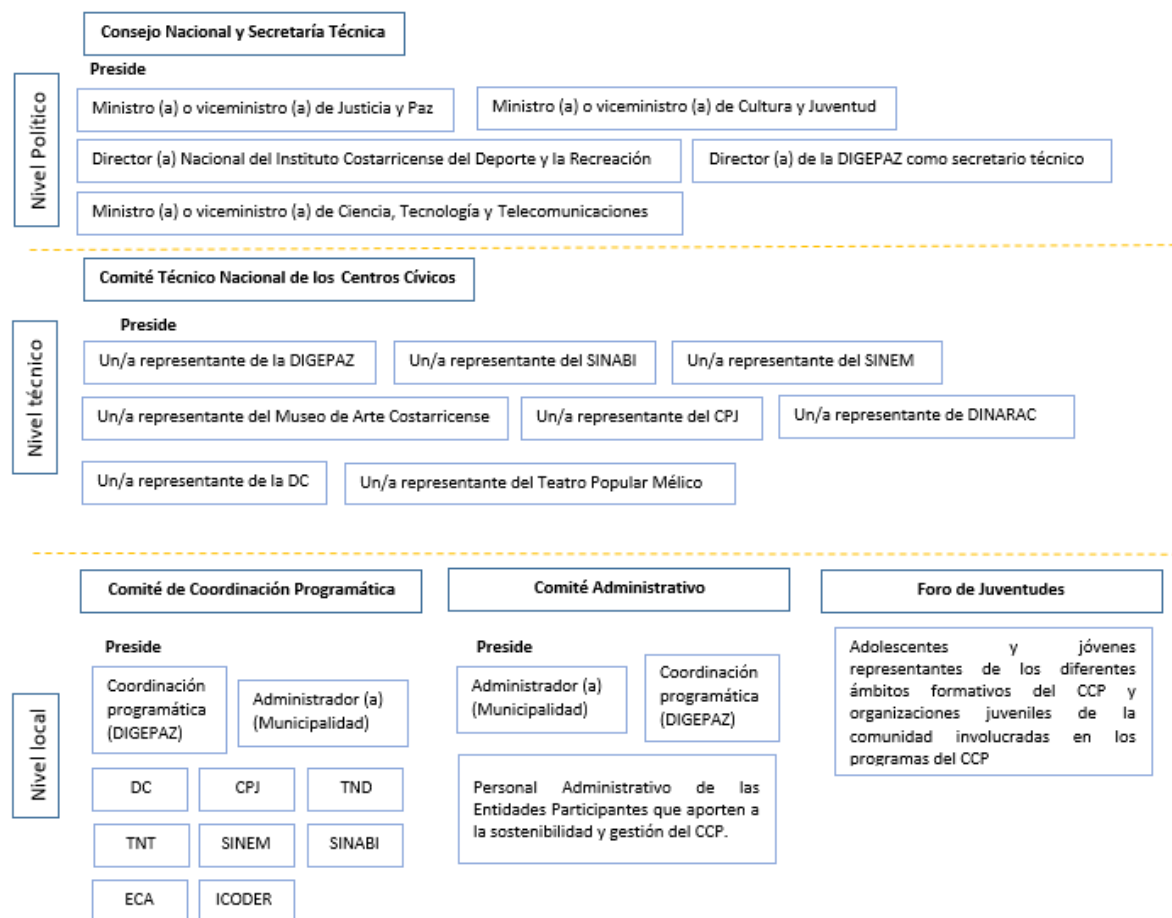 Consejo Nacional y Secretaría Técnica
Nivel Político
Preside
Ministro (a) o viceministro (a) de Justicia y Paz
Ministro (a) o viceministro (a) de Cultura y Juventud
Director (a) Nacional del Instituto Costarricense del Deporte y la Recreación
Director (a) de la DIGEPAZ como secretario técnico
Ministro (a) o viceministro (a) de Ciencia, Tecnología y Telecomunicaciones
Comité Técnico Nacional de los Centros Cívicos
Nivel técnico
Preside
Un/a representante de la DIGEPAZ
Un/a representante del SINABI
Un/a representante del SINEM
Un/a representante del Museo de Arte Costarricense
Un/a representante del CPJ
Un/a representante de DINARAC
Un/a representante de la DC
Un/a representante del Teatro Popular Mélico
Nivel local
Comité de Coordinación Programática
Preside
Coordinación
programática
(DIGEPAZ)
Administrador (a)
(Municipalidad)
DC
CPJ
TND
TNT
SINEM
SINABI
ECA
ICODER
Comité Administrativo
Preside
Administrador (a)
(Municipalidad)
Coordinación
programática
(DIGEPAZ)
Personal Administrativo de las
Entidades Participantes que aporten a
la sostenibilidad y gestión del CCP.
Foro de Juventudes
Adolescentes y jóvenes
representantes de los diferentes
ámbitos formativos del CCP y
organizaciones juveniles de la
comunidad involucradas en los
programas del CCP